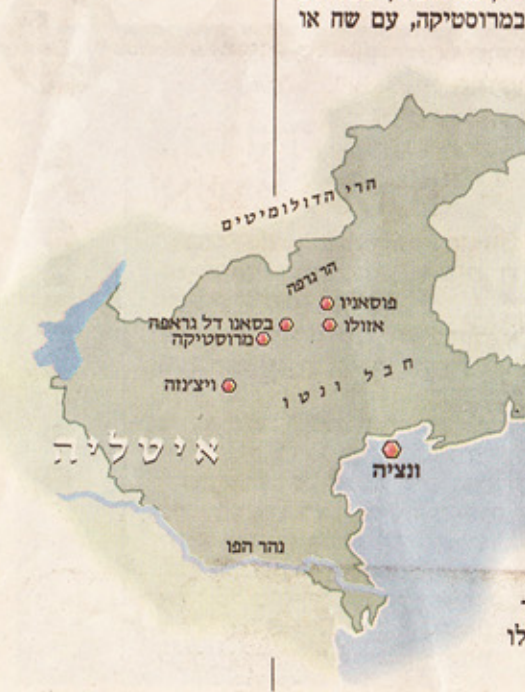 במרוסטיקה, עם שח או
הרי הדולומיטים
הר גרפה
פוסאניו
אזולו
בסאנו דל גראפה
מרוסטיקה
ויצ'נזה
חבל ונטו
איטליה
ונציה
נהר הפו
לו